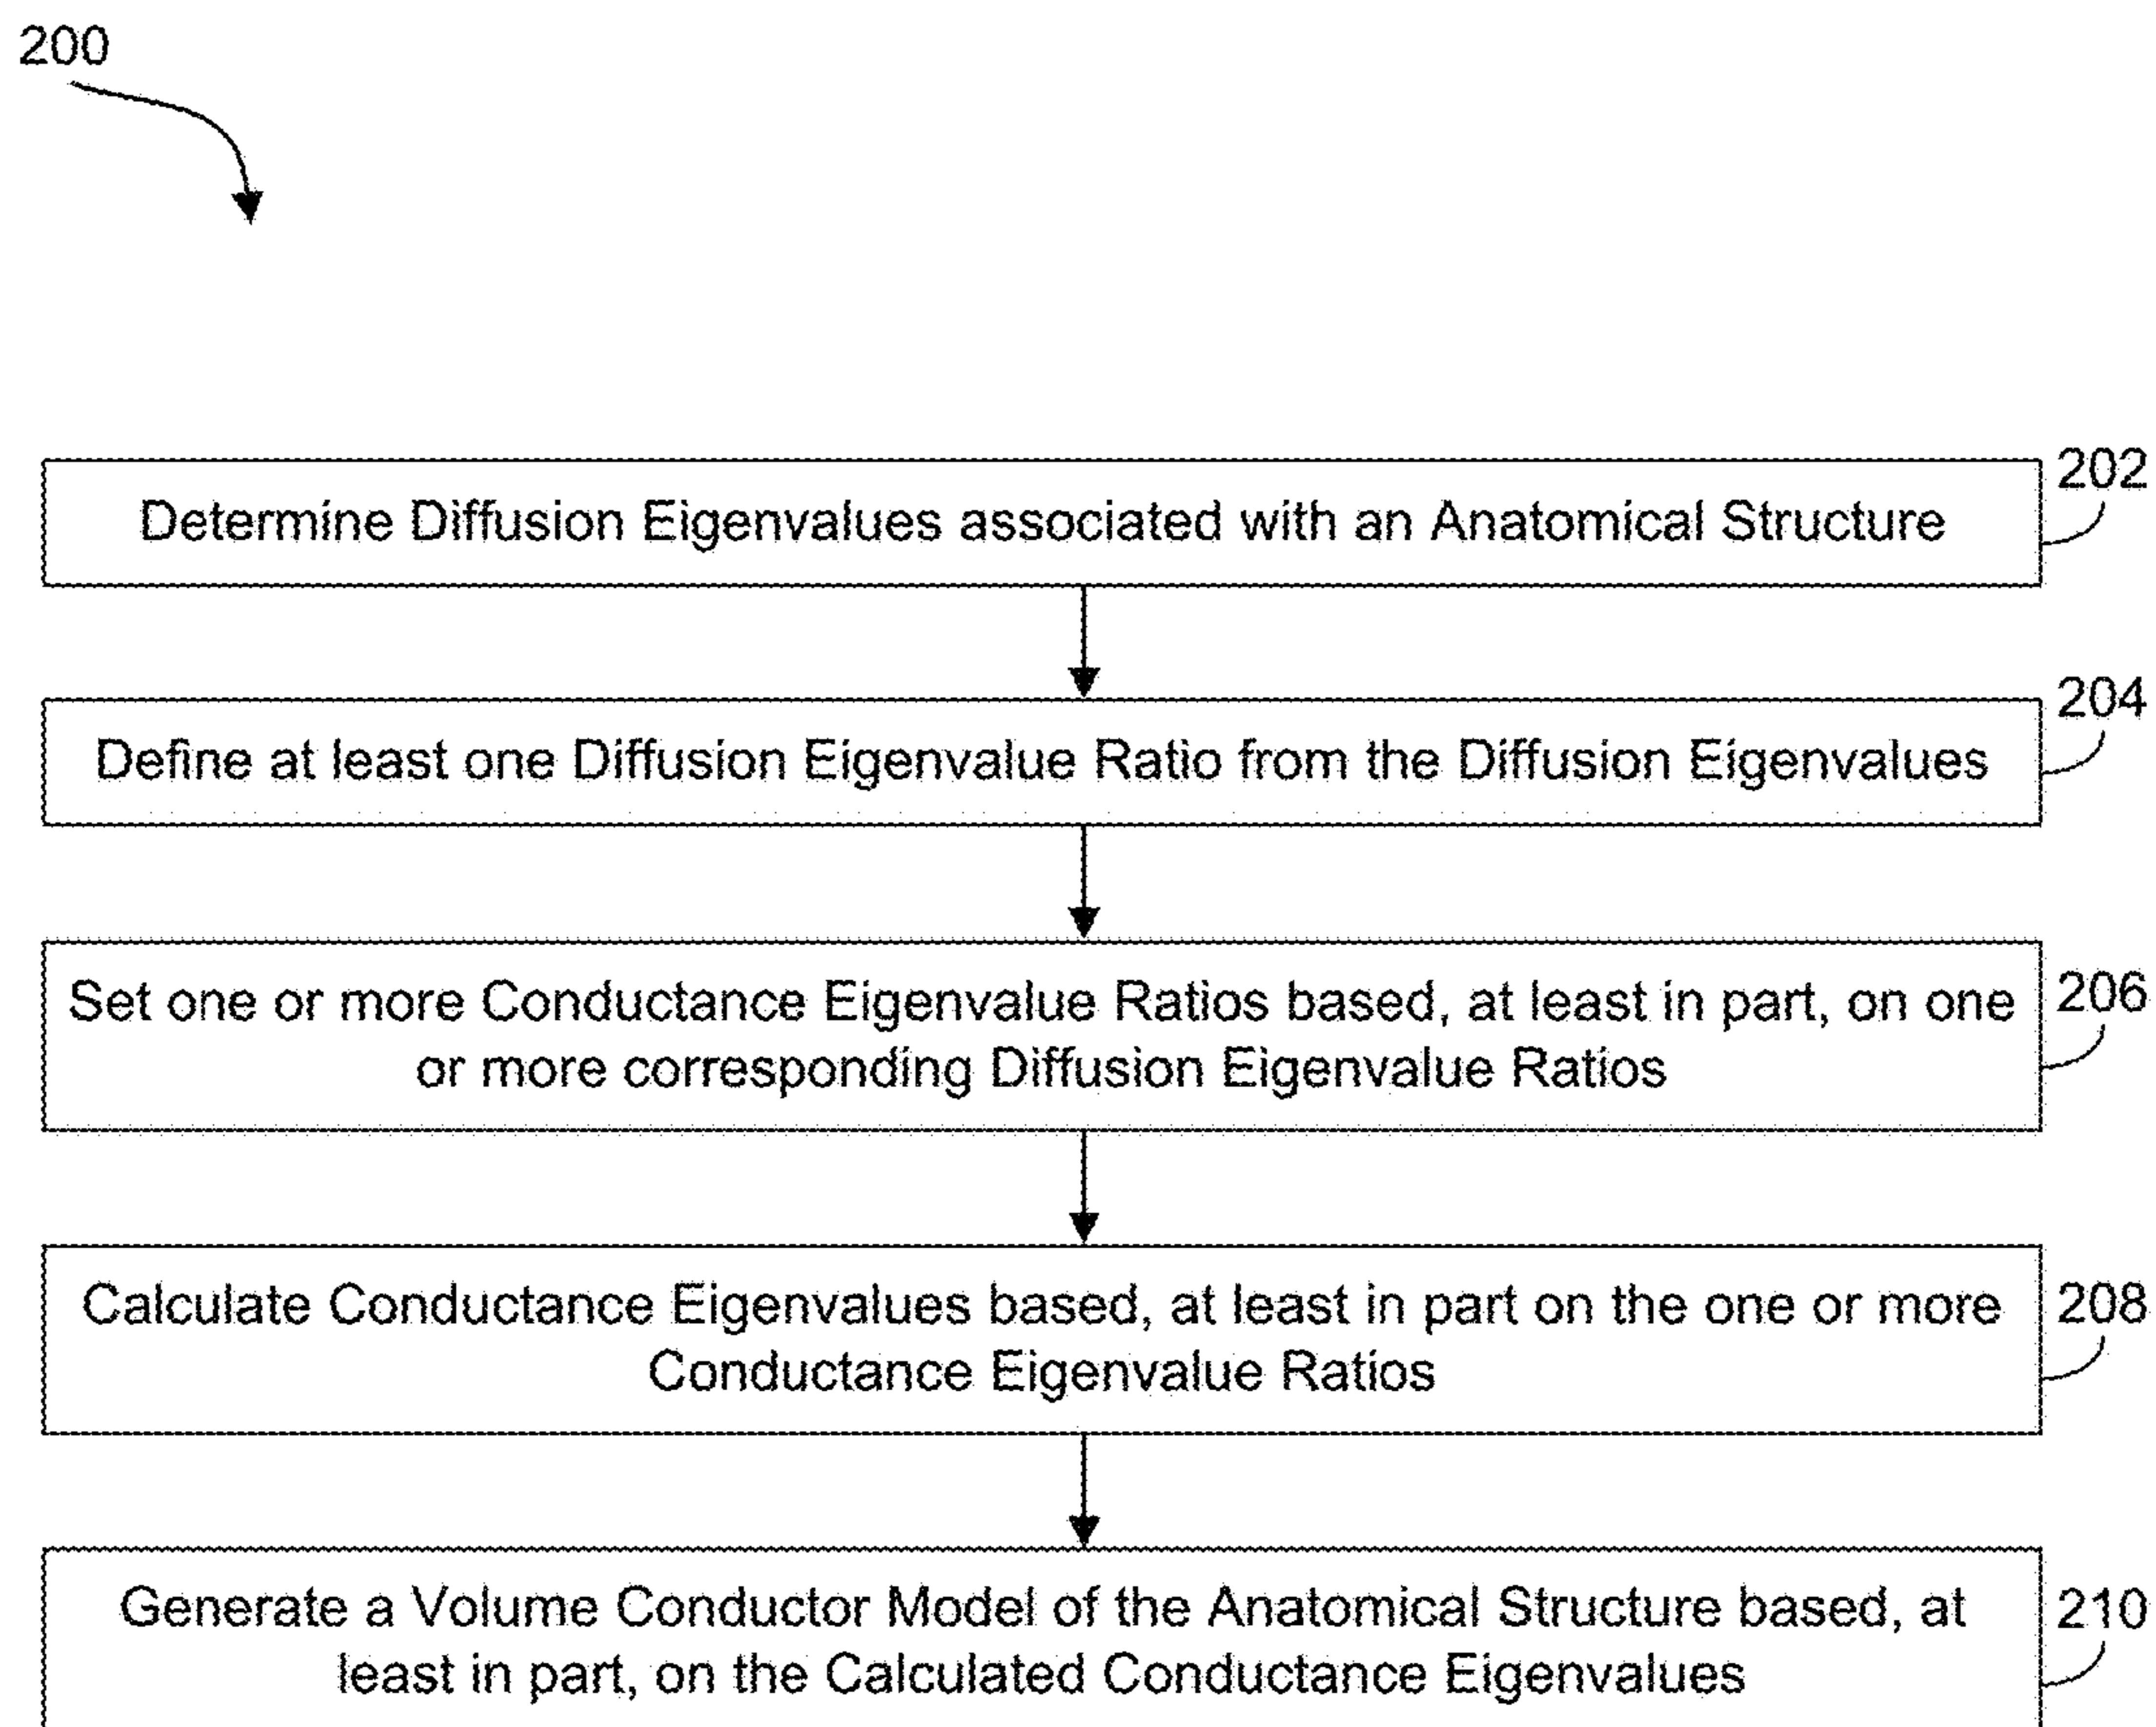 200
202
Determine Diffusion Eigenvalues associated with an Anatomical Structure
204
Define at least one Diffusion Eigenvalue Ratio from the Diffusion Eigenvalues
Set one or more Conductance Eigenvalue Ratios based, at least in part, on one
206
or more corresponding Diffusion Eigenvalue Ratios
Calculate Conductance Eigenvalues based, at least in part on the one or more
208
Conductance Eigenvalue Ratios
Generate a Volume Conductor Model of the Anatomical Structure based, at
210
least in part, on the Calculated Conductance Eigenvalues